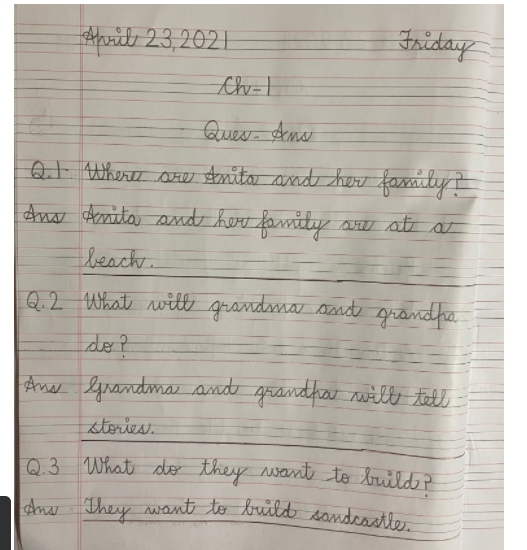 April 23, 2021 Friday
Ch-1
Ques- Ans
Q.1 Where are Anita and her family?
Ans Anita and her family are at a
beach.
Q.2 What will grandma and grandpa
do?
Ans Grandma and grandpa will tell
stories.
Q.3 What do they want to build?
Ans They want to build sandcastle.